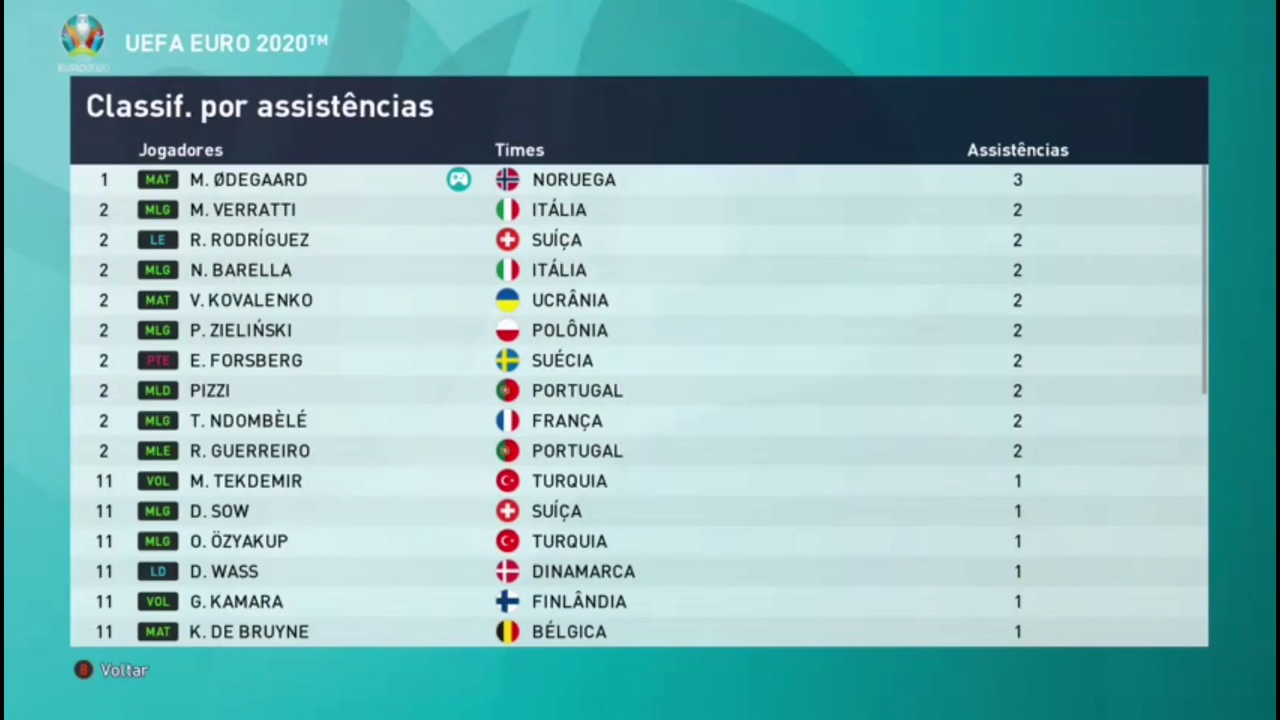 UEFA EURO 2020™
EURO2020
Classif. por assistências
Jogadores Times Assistências
1 MAT M. ØDEGAARD NORUEGA 3
2 MLG M. VERRATTI ITÁLIA 2
2 LE R. RODRÍGUEZ SUÍÇA 2
2 MLG N. BARELLA ITÁLIA 2
2 MAT V. KOVALENKO UCRÂNIA 2
2 MLG P. ZIELIŃSKI POLÔNIA 2
2 PTE E. FORSBERG SUÉCIA 2
2 MLD PIZZI PORTUGAL 2
2 MLG T. NDOMBÈLÉ FRANÇA 2
2 MLE R. GUERREIRO PORTUGAL 2
11 VOL M. TEKDEMIR TURQUIA 1
11 MLG D. SOW SUÍÇA 1
11 MLG O. ÖZYAKUP TURQUIA 1
11 LD D. WASS DINAMARCA 1
11 VOL G. KAMARA FINLÂNDIA 1
11 MAT K. DE BRUYNE BÉLGICA 1
B Voltar